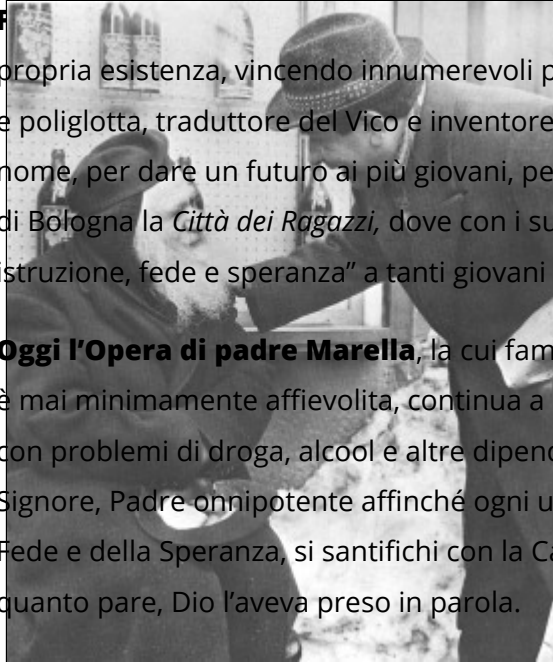 propria esistenza, vincendo innumerevoli p
e poliglotta, traduttore del Vico e inventore
nome, per dare un futuro ai più giovani, pe
di Bologna la Città dei Ragazzi, dove con i su
istruzione, fede e speranza” a tanti giovani
Oggi l’Opera di padre Marella, la cui fam
è mai minimamente affievolita, continua a
con problemi di droga, alcool e altre dipend
Signore, Padre onnipotente affinché ogni u
Fede e della Speranza, si santifichi con la Ca
quanto pare, Dio l’aveva preso in parola.